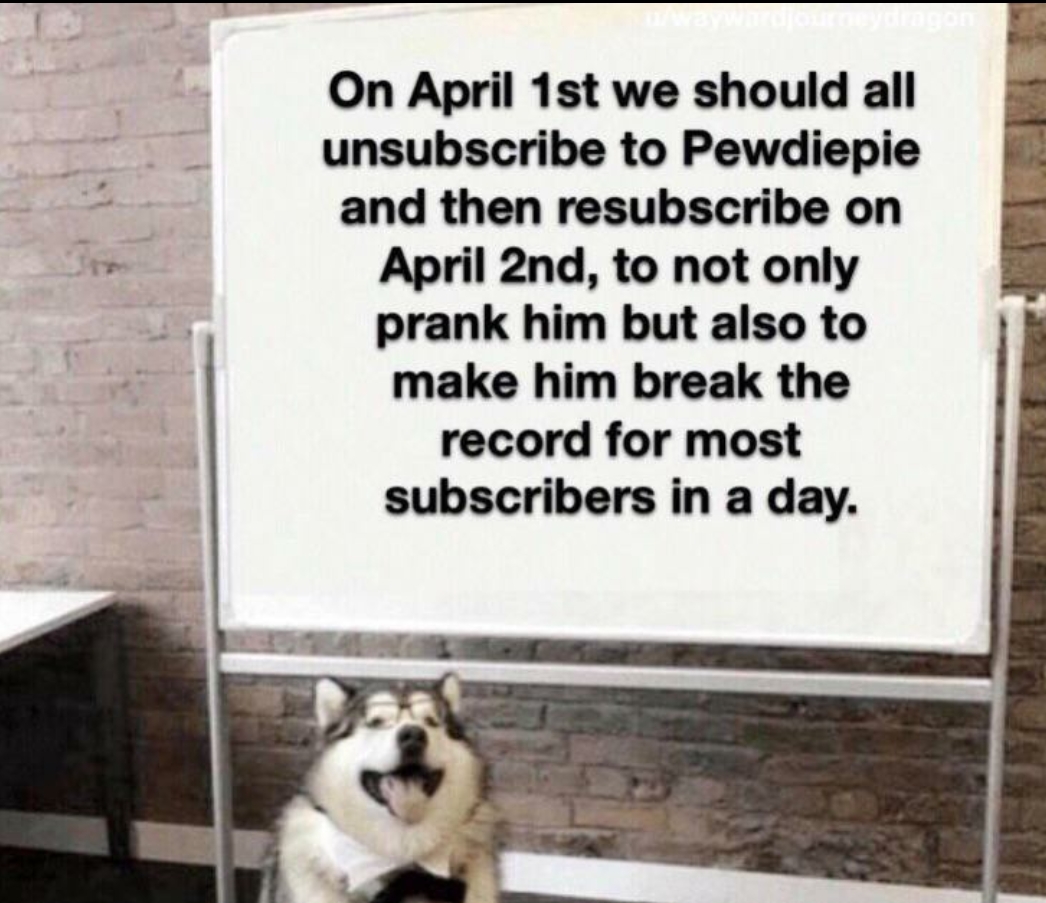 u/waywardjourneydragon
On April 1st we should all
unsubscribe to Pewdiepie
and then resubscribe on
April 2nd, to not only
prank him but also to
make him break the
record for most
subscribers in a day.